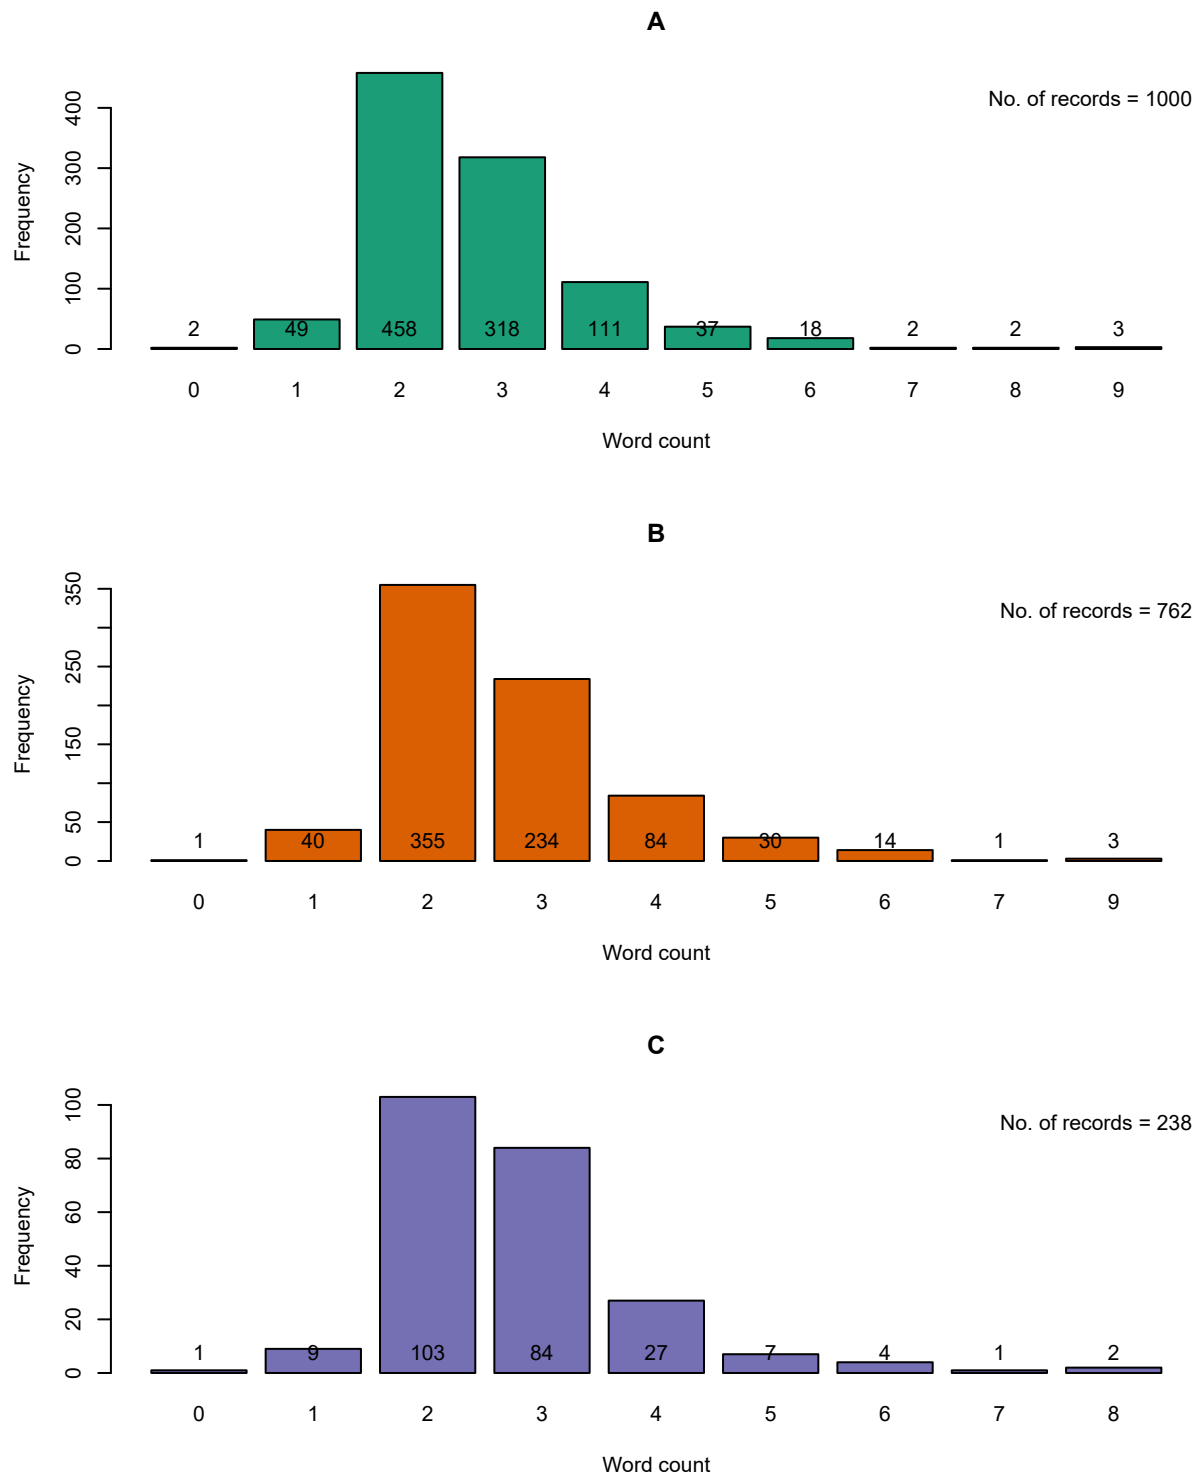 A
No. of records = 1000
Frequency
400
300
200
100
0
2 49 458 318 111 37 18 2 2 3
0 1 2 3 4 5 6 7 8 9
Word count
B
No. of records = 762
Frequency
350
250
150
50
0
1 40 355 234 84 30 14 1 3
0 1 2 3 4 5 6 7 9
Word count
C
No. of records = 238
Frequency
100
80
60
40
20
0
1 9 103 84 27 7 4 1 2
0 1 2 3 4 5 6 7 8
Word count